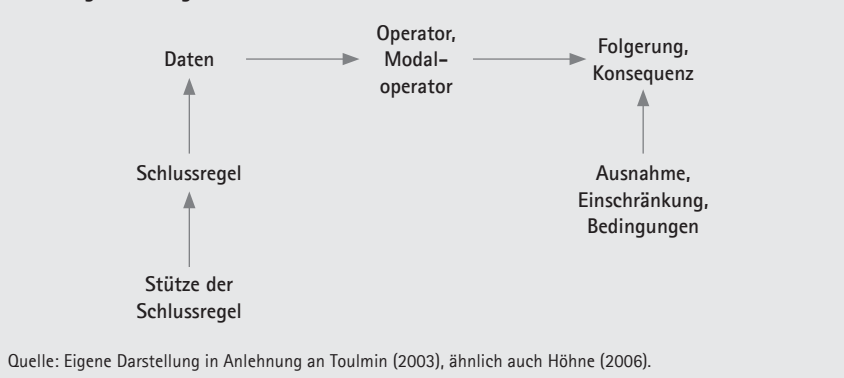 Operator,
Daten
Modal-
operator
Folgerung,
Konsequenz
Schlussregel
Ausnahme,
Einschränkung,
Bedingungen
Stütze der
Schlussregel
Quelle: Eigene Darstellung in Anlehnung an Toulmin (2003), ähnlich auch Höhne (2006).